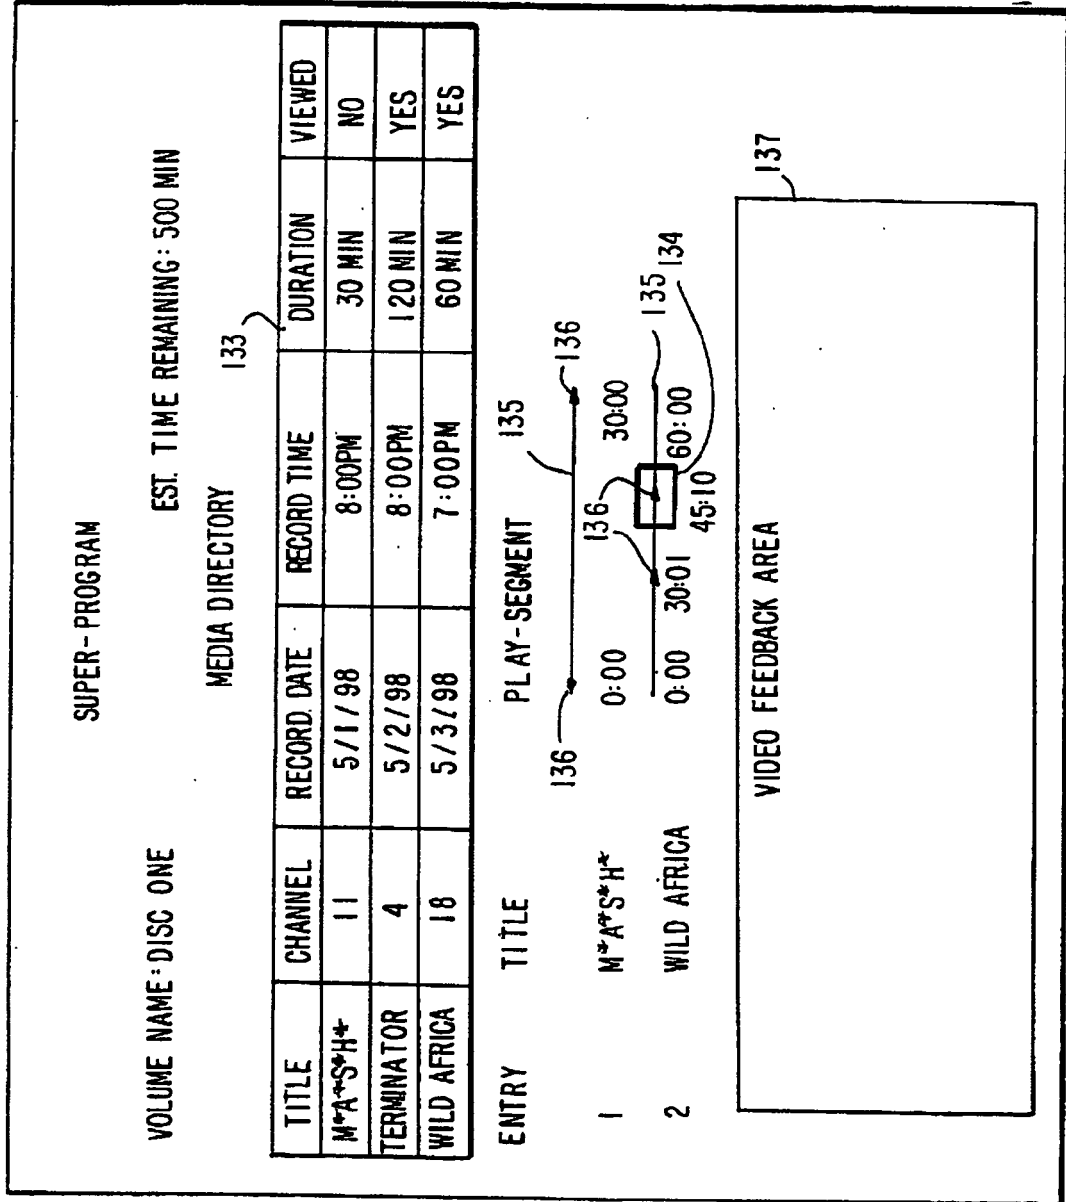 SUPER-PROGRAM
VOLUME NAME: DISC ONE EST. TIME REMAINING: 500 MIN
MEDIA DIRECTORY 133
TITLE CHANNEL RECORD. DATE RECORD TIME DURATION VIEWED
M*A*S*H* 11 5/1/98 8:00PM 30 MIN NO
TERMINATOR 4 5/2/98 8:00PM 120 MIN YES
WILD AFRICA 18 5/3/98 7:00PM 60 MIN YES
ENTRY TITLE PLAY-SEGMENT 135
136 136
1 M*A*S*H* 0:00 30:00
136 135 134
2 WILD AFRICA 0:00 30:01 60:00
45:10
137
VIDEO FEEDBACK AREA